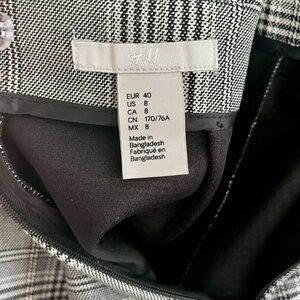 H&M
EUR 40
US 8
CA 8
CN 170/76A
MX 8
Made in
Bangladesh
Fabriqué en
Bangladesh